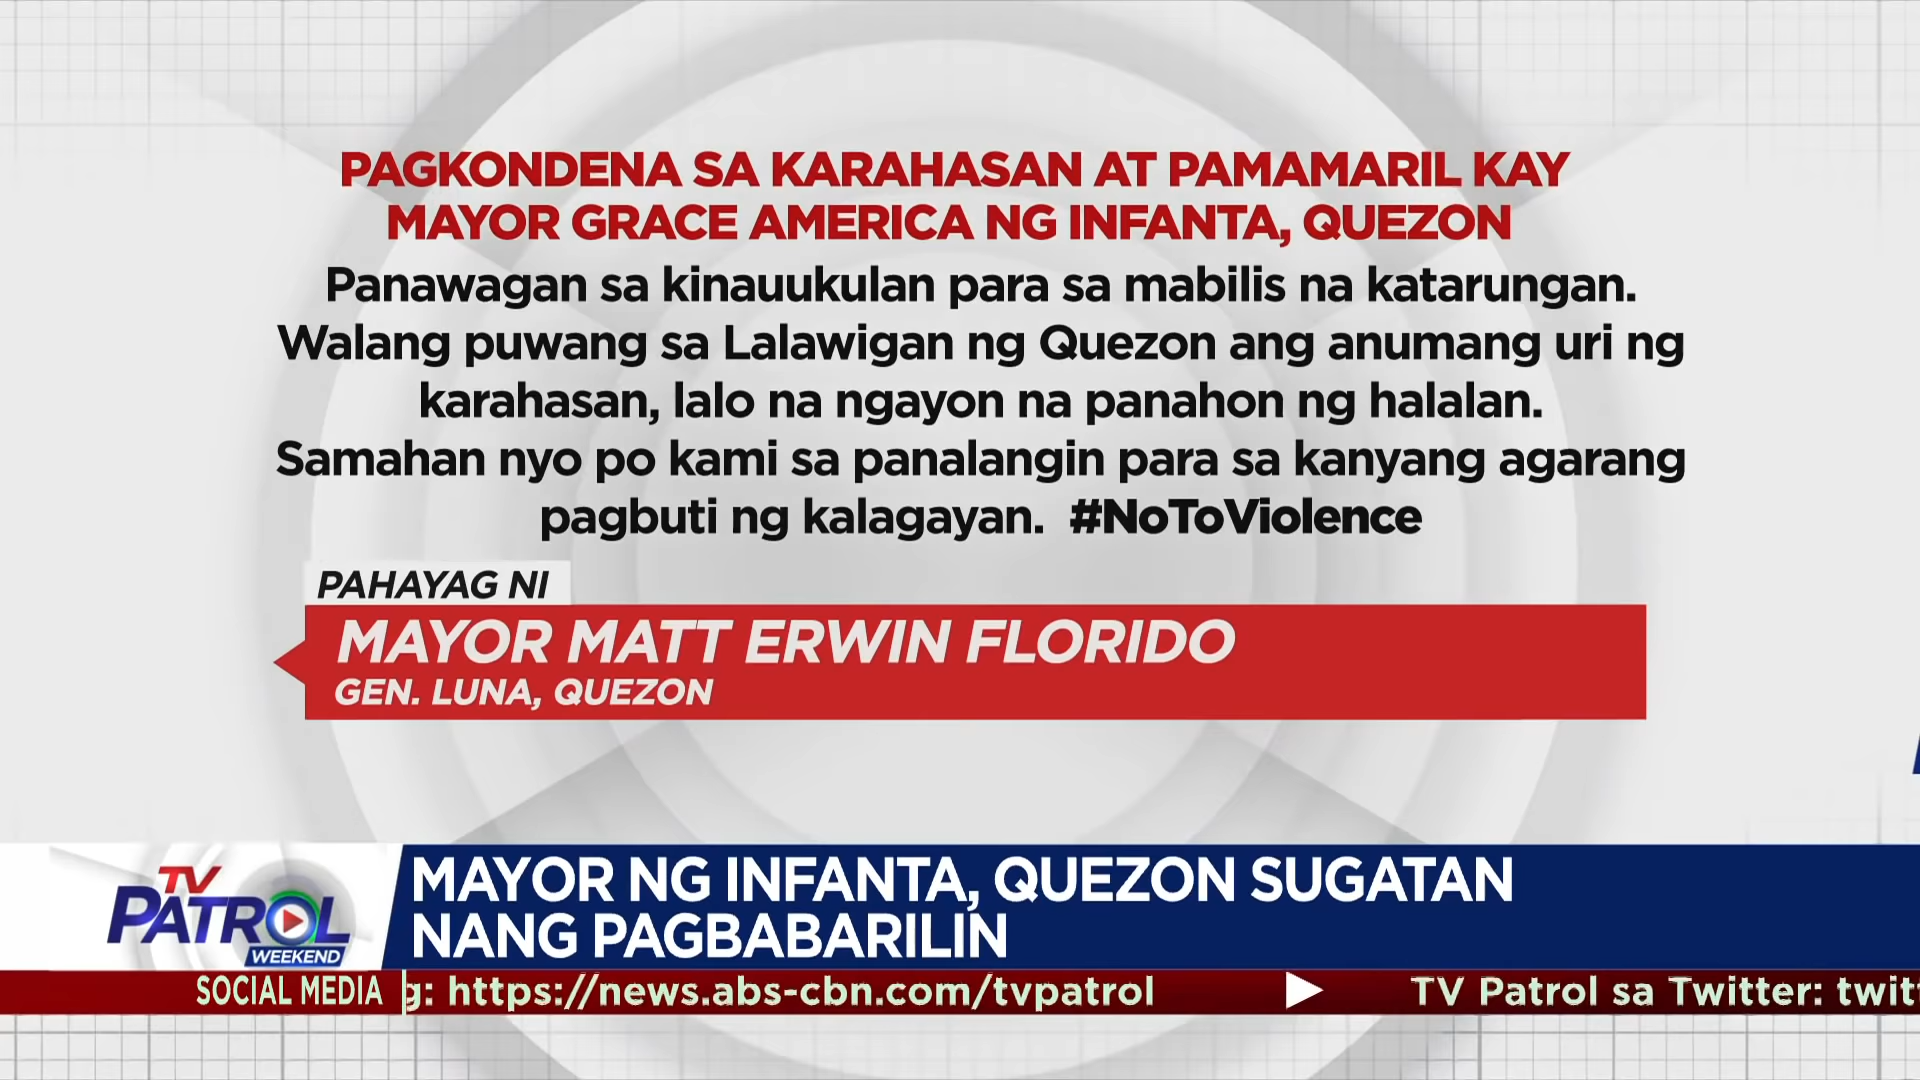 PAGKONDENA SA KARAHASAN AT PAMAMARIL KAY
MAYOR GRACE AMERICA NG INFANTA, QUEZON
Panawagan sa kinauukulan para sa mabilis na katarungan.
Walang puwang sa Lalawigan ng Quezon ang anumang uri ng
karahasan, lalo na ngayon na panahon ng halalan.
Samahan nyo po kami sa panalangin para sa kanyang agarang
pagbuti ng kalagayan. #NoToViolence
PAHAYAG NI
MAYOR MATT ERWIN FLORIDO
GEN. LUNA, QUEZON
TV
PATROL
WEEKEND
MAYOR NG INFANTA, QUEZON SUGATAN
NANG PAGBABARILIN
SOCIAL MEDIA g: https://news.abs-cbn.com/tvpatrol TV Patrol sa Twitter: twit